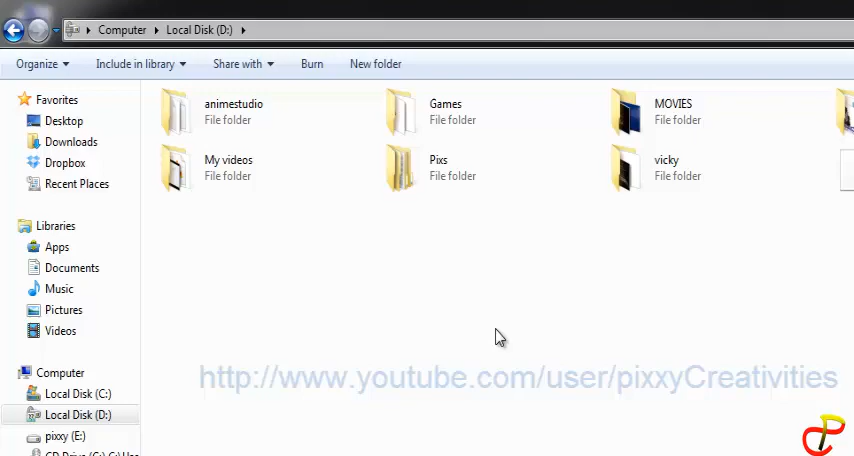 Computer Local Disk (D:)
Organize Include in library Share with Burn New folder
Favorites
Desktop
Downloads
Dropbox
Recent Places
Libraries
Apps
Documents
Music
Pictures
Videos
Computer
Local Disk (C:)
Local Disk (D:)
pixxy (E:)
animestudio
File folder
Games
File folder
MOVIES
File folder
My videos
File folder
Pixs
File folder
vicky
File folder
http://www.youtube.com/user/pixxyCreativities